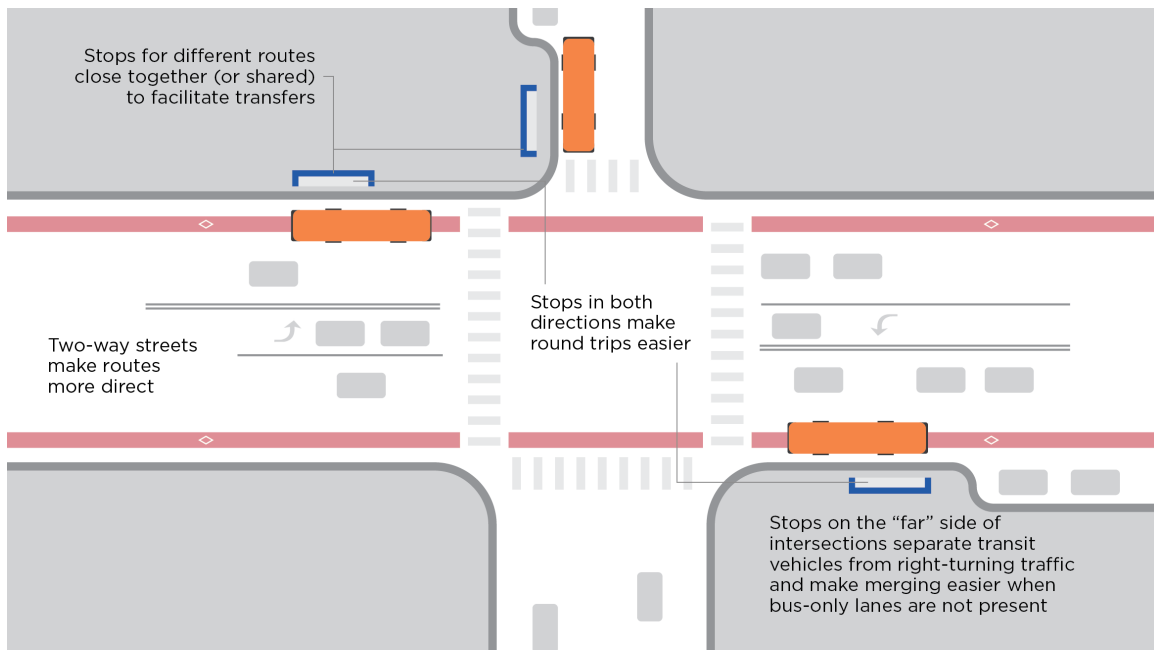 Stops for different routes
close together (or shared)
to facilitate transfers
Stops in both
directions make
round trips easier
Two-way streets
make routes
more direct
Stops on the “far” side of
intersections separate transit
vehicles from right-turning traffic
and make merging easier when
bus-only lanes are not present